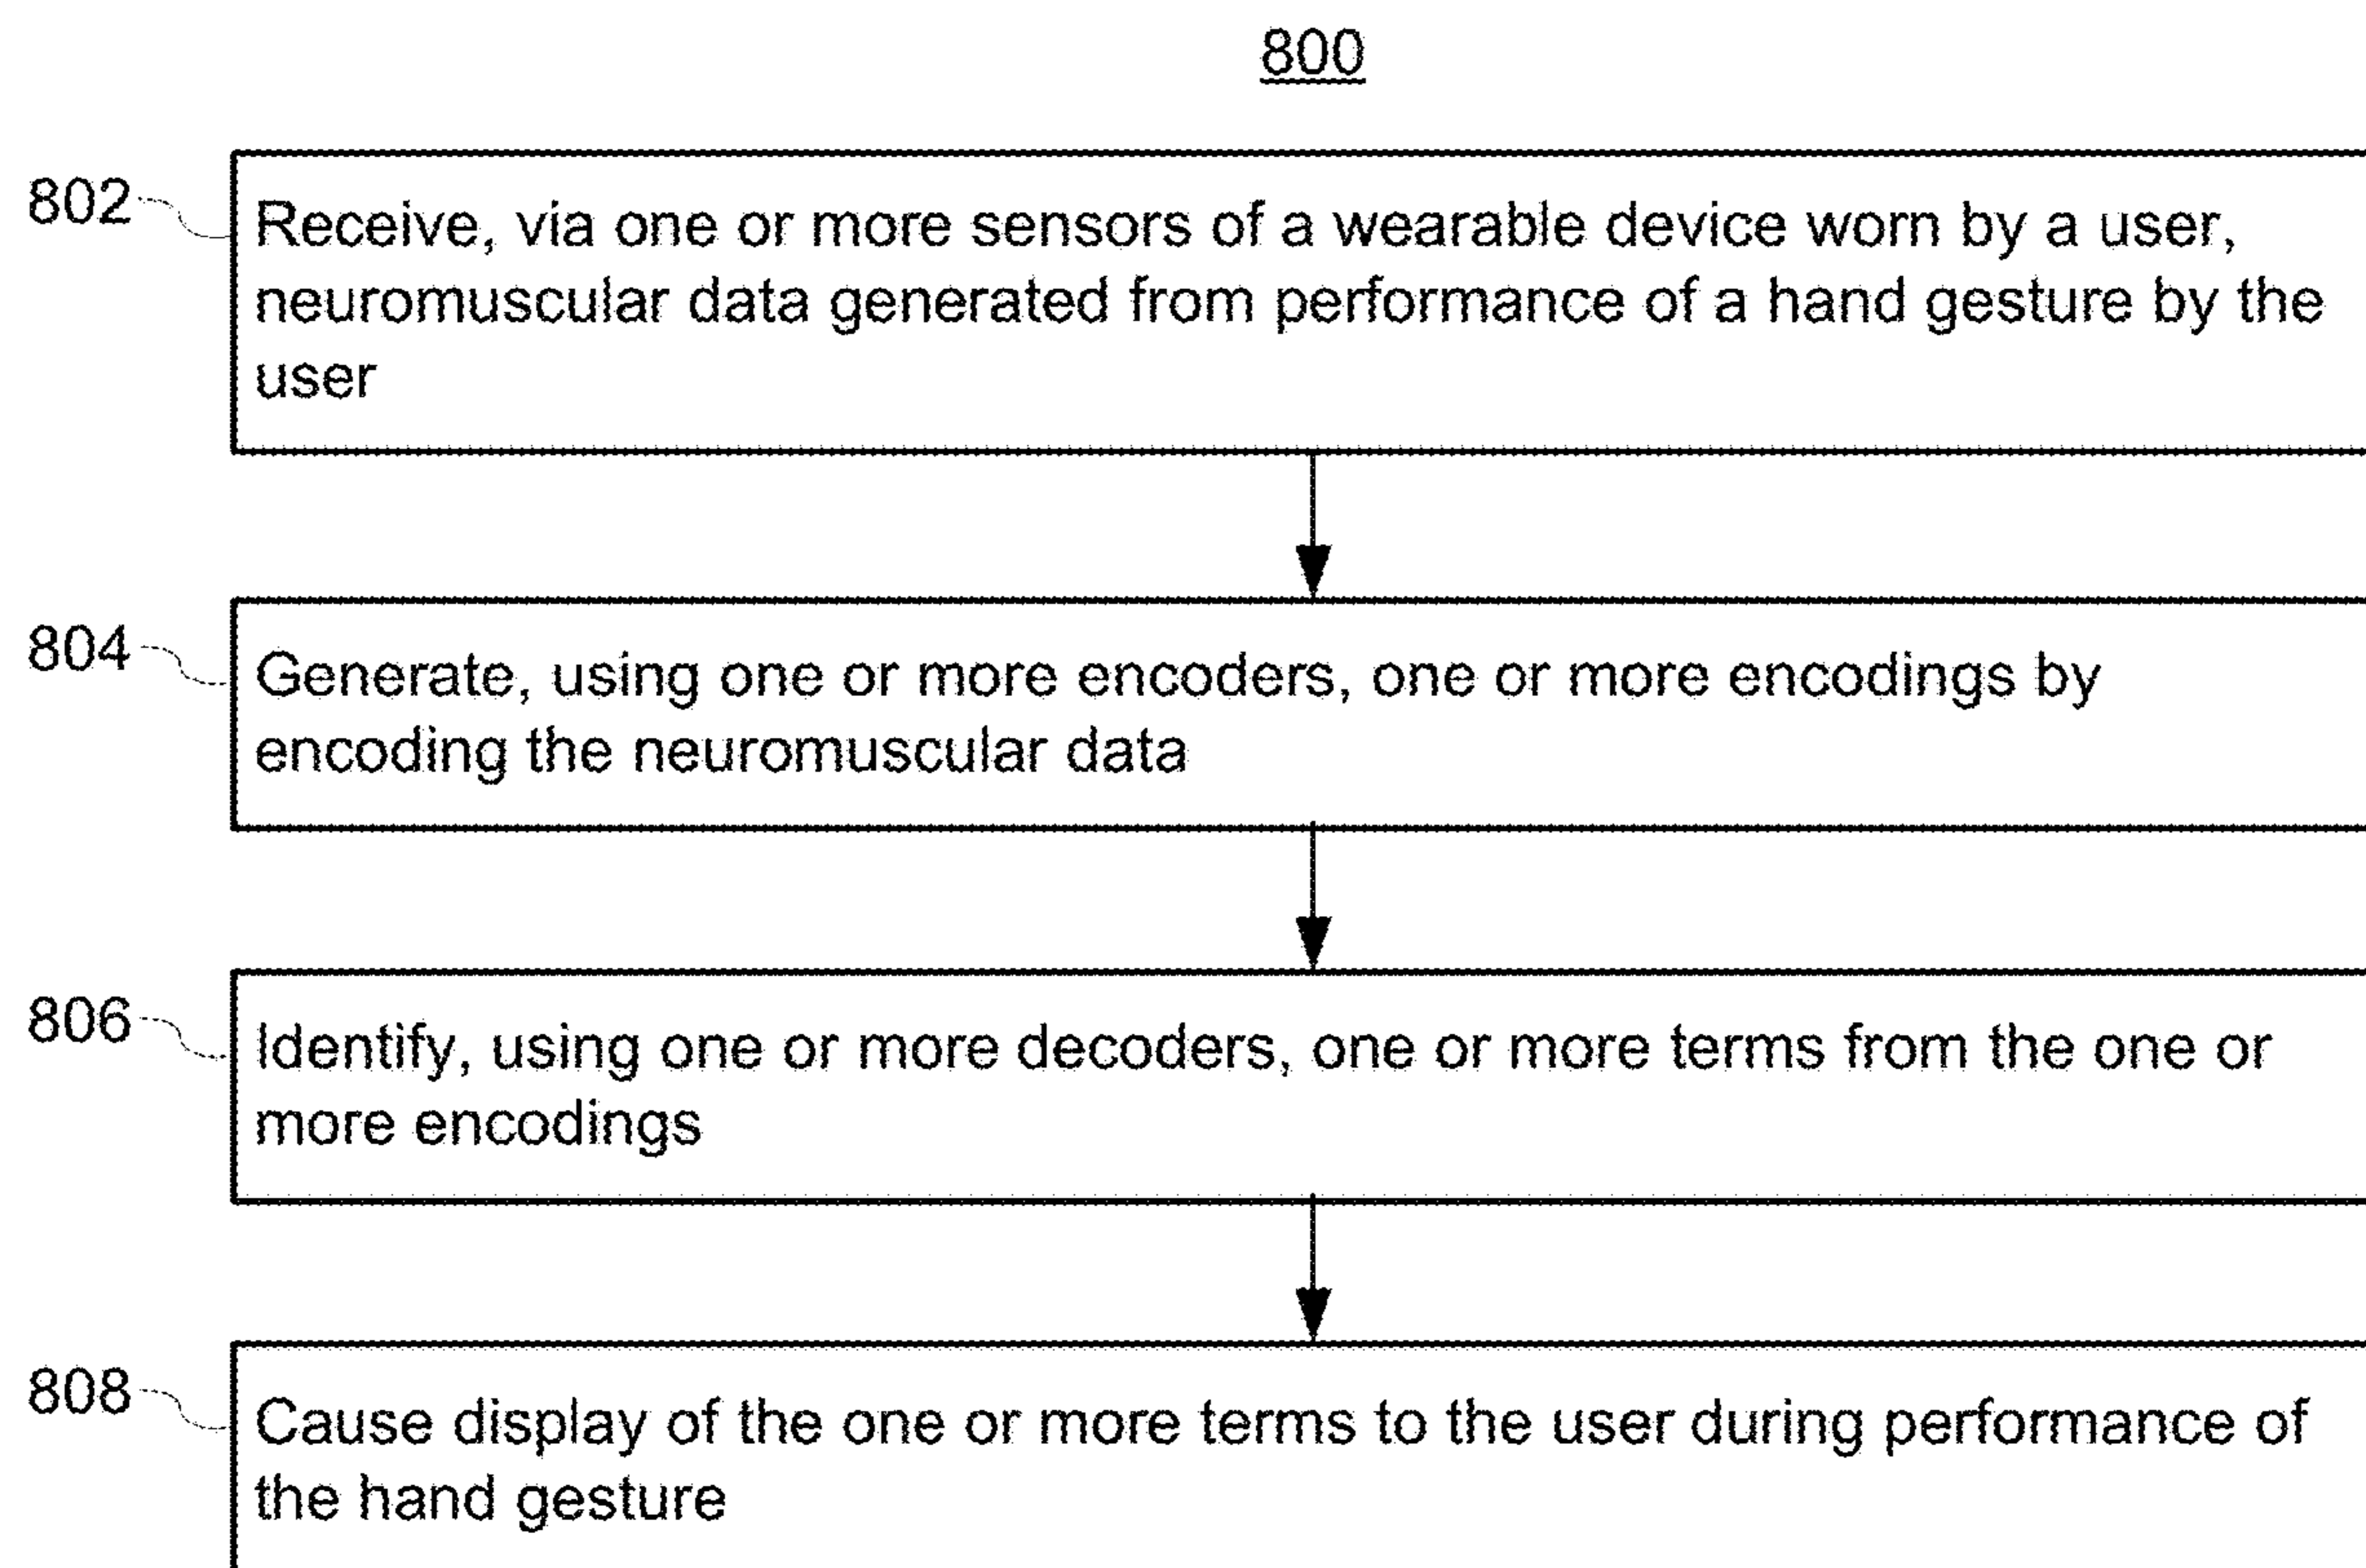 800
802
Receive, via one or more sensors of a wearable device worn by a user,
neuromuscular data generated from performance of a hand gesture by the
user
804
Generate, using one or more encoders, one or more encodings by
encoding the neuromuscular data
806
Identify, using one or more decoders, one or more terms from the one or
more encodings
808
Cause display of the one or more terms to the user during performance of
the hand gesture